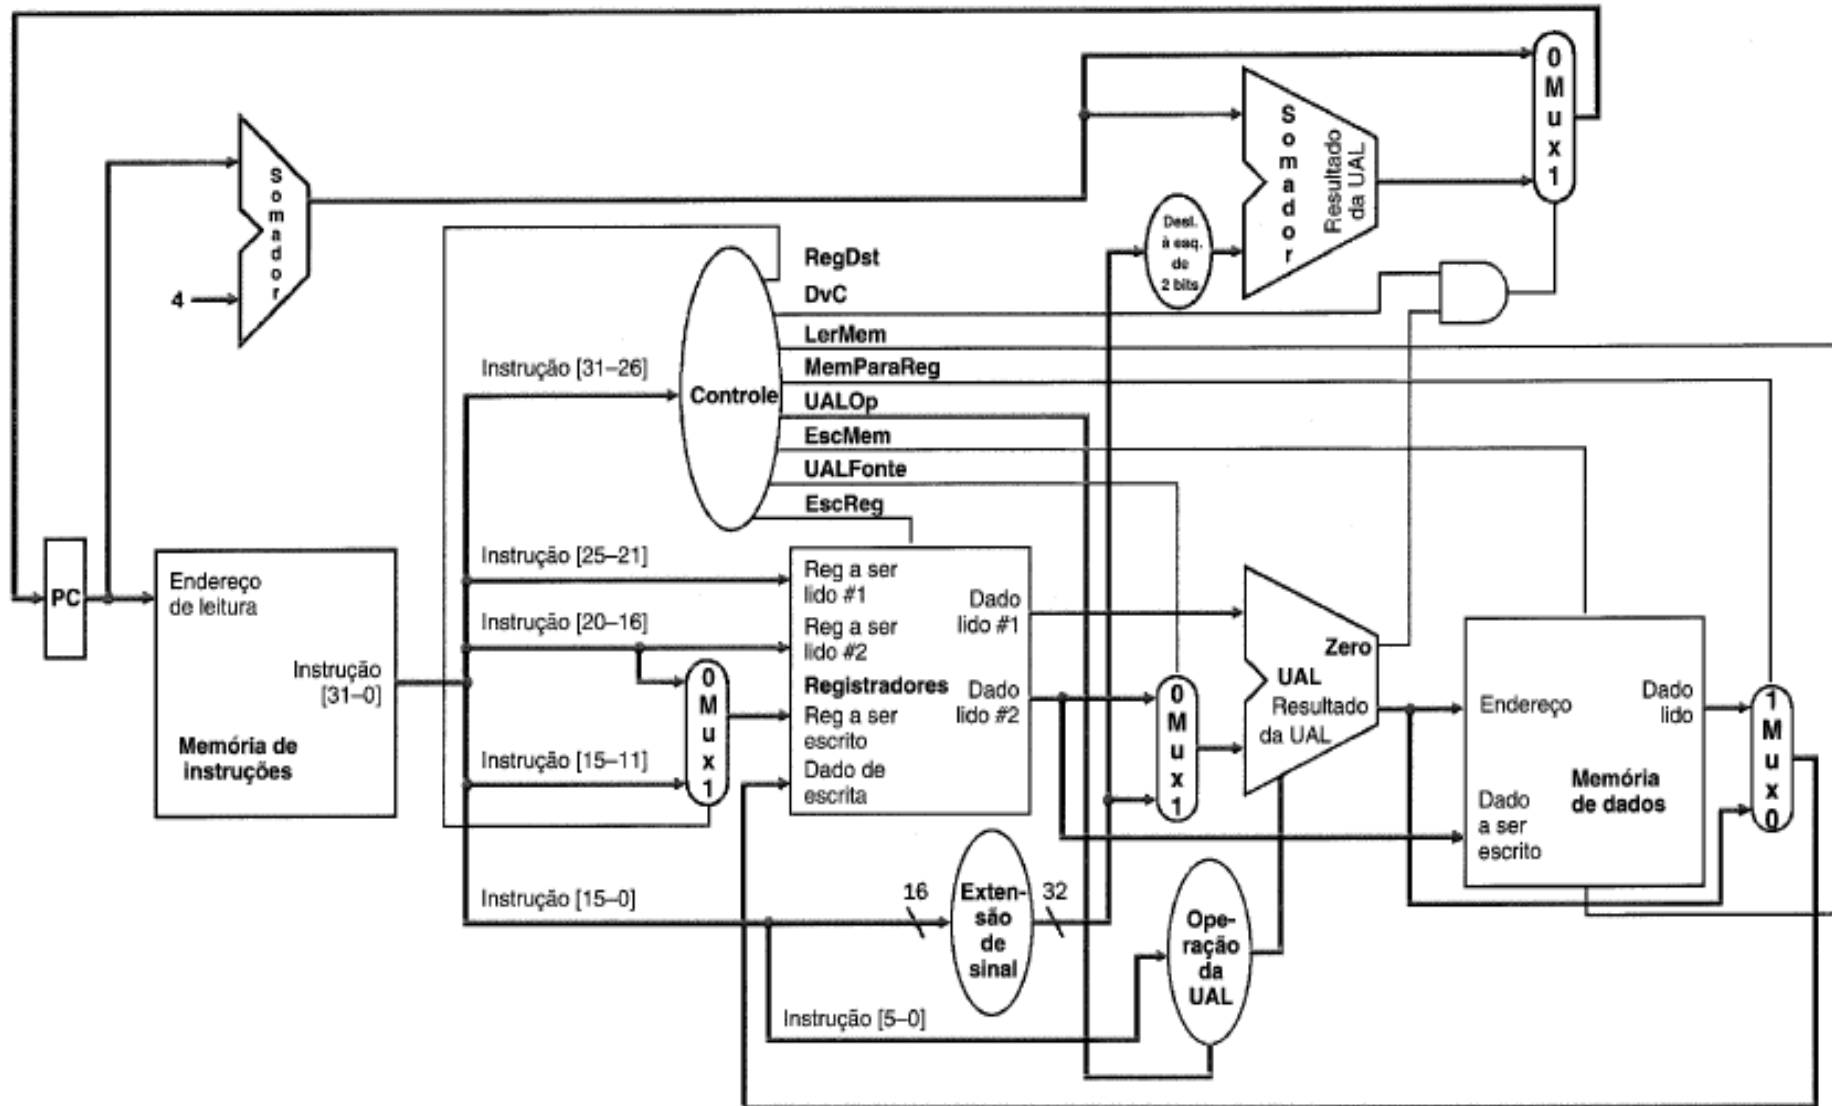 0
M
u
x
1
Somador
Resultado
da UAL
Somador
4
Desl.
à esq.
de
2 bits
RegDst
DvC
LerMem
MemParaReg
UALOp
EscMem
UALFonte
EscReg
Controle
Instrução [31–26]
Instrução [25–21]
Instrução [20–16]
Instrução [15–11]
Instrução [15–0]
Instrução [5–0]
PC
Endereço
de leitura
Instrução
[31–0]
Memória de
instruções
0
M
u
x
1
Reg a ser
lido #1
Reg a ser
lido #2
Registradores
Reg a ser
escrito
Dado de
escrita
Dado
lido #1
Dado
lido #2
0
M
u
x
1
Zero
UAL
Resultado
da UAL
Endereço
Dado
lido
Memória
de dados
Dado
a ser
escrito
1
M
u
x
0
16
Exten-
são
de
sinal
32
Ope-
ração
da
UAL